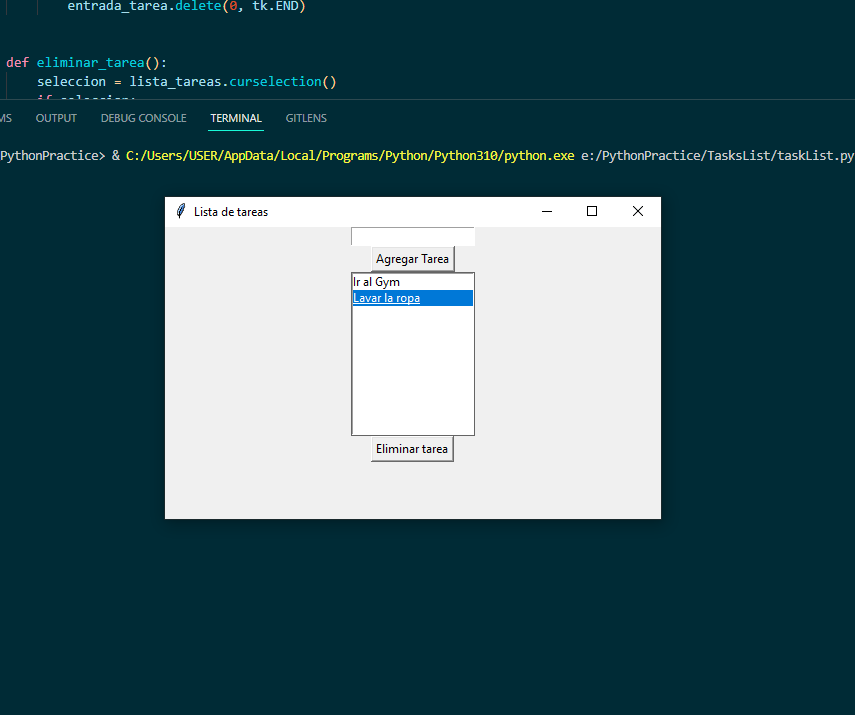 entrada_tarea.delete(0, tk.END)
def eliminar_tarea():
seleccion = lista_tareas.curselection()
MS OUTPUT DEBUG CONSOLE TERMINAL GITLENS
PythonPractice> & C:/Users/USER/AppData/Local/Programs/Python/Python310/python.exe e:/PythonPractice/TasksList/taskList.py
Lista de tareas
Agregar Tarea
Ir al Gym
Lavar la ropa
Eliminar tarea